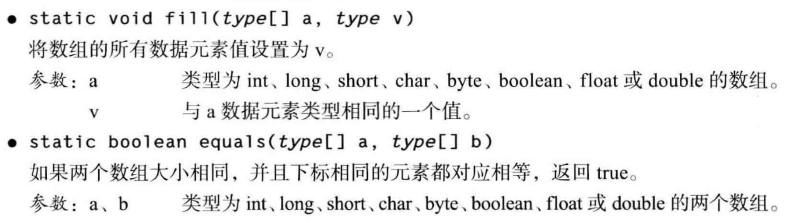 ● static void fill(type[] a, type v)
将数组的所有数据元素值设置为 v。
参数：a 类型为 int、long、short、char、byte、boolean、float 或 double 的数组。
v 与 a 数据元素类型相同的一个值。
● static boolean equals(type[] a, type[] b)
如果两个数组大小相同，并且下标相同的元素都对应相等，返回 true。
参数：a、b 类型为 int、long、short、char、byte、boolean、float 或 double 的两个数组。